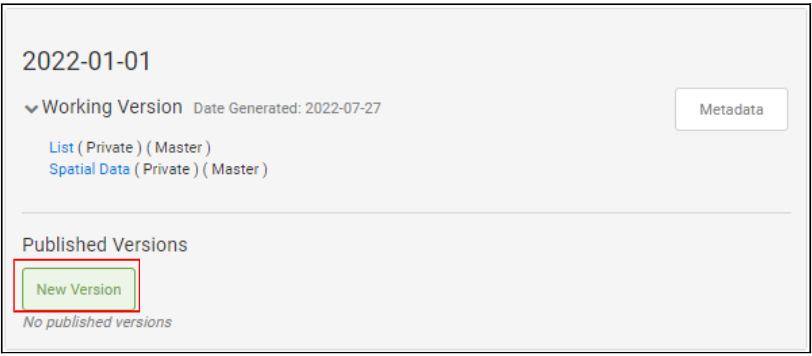 2022-01-01
Working Version Date Generated: 2022-07-27
Metadata
List ( Private ) ( Master )
Spatial Data ( Private ) ( Master )
Published Versions
New Version
No published versions